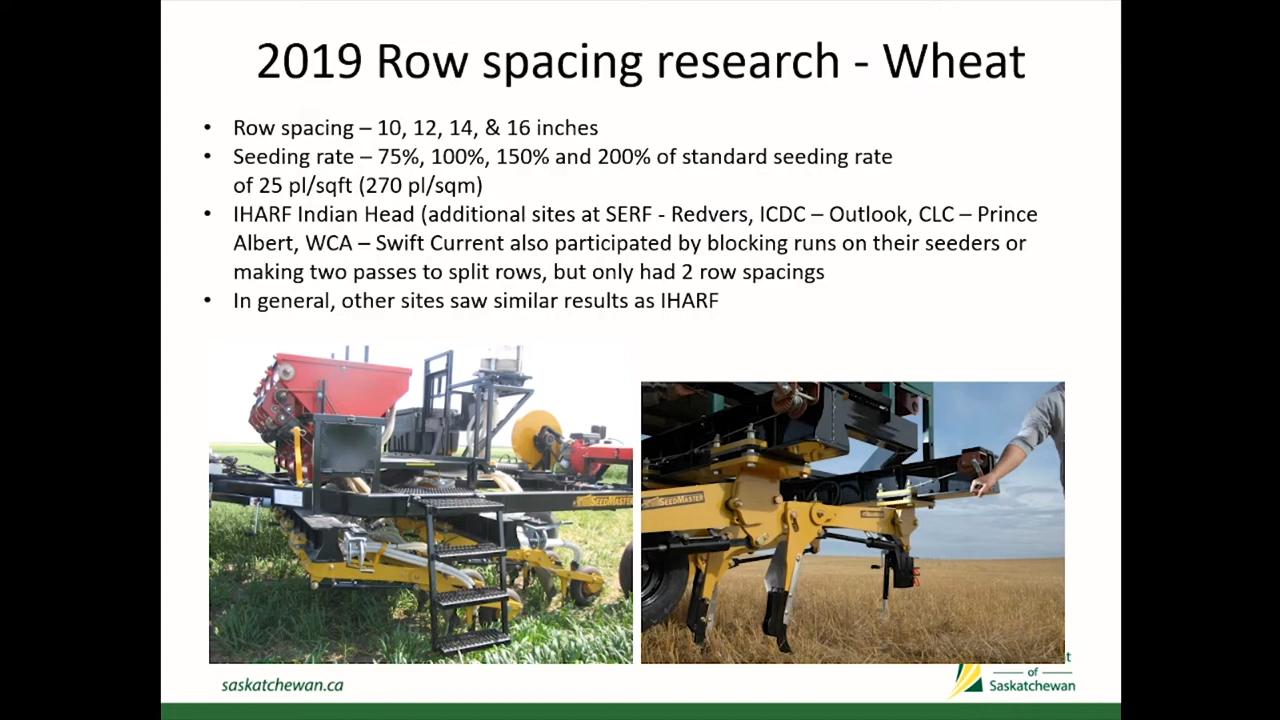 2019 Row spacing research - Wheat
• Row spacing – 10, 12, 14, & 16 inches
• Seeding rate – 75%, 100%, 150% and 200% of standard seeding rate
of 25 pl/sqft (270 pl/sqm)
• IHARF Indian Head (additional sites at SERF - Redvers, ICDC – Outlook, CLC – Prince
Albert, WCA – Swift Current also participated by blocking runs on their seeders or
making two passes to split rows, but only had 2 row spacings
• In general, other sites saw similar results as IHARF
SEEDMASTER
SEEDMASTER
SEEDMASTER
saskatchewan.ca
of
Saskatchewan